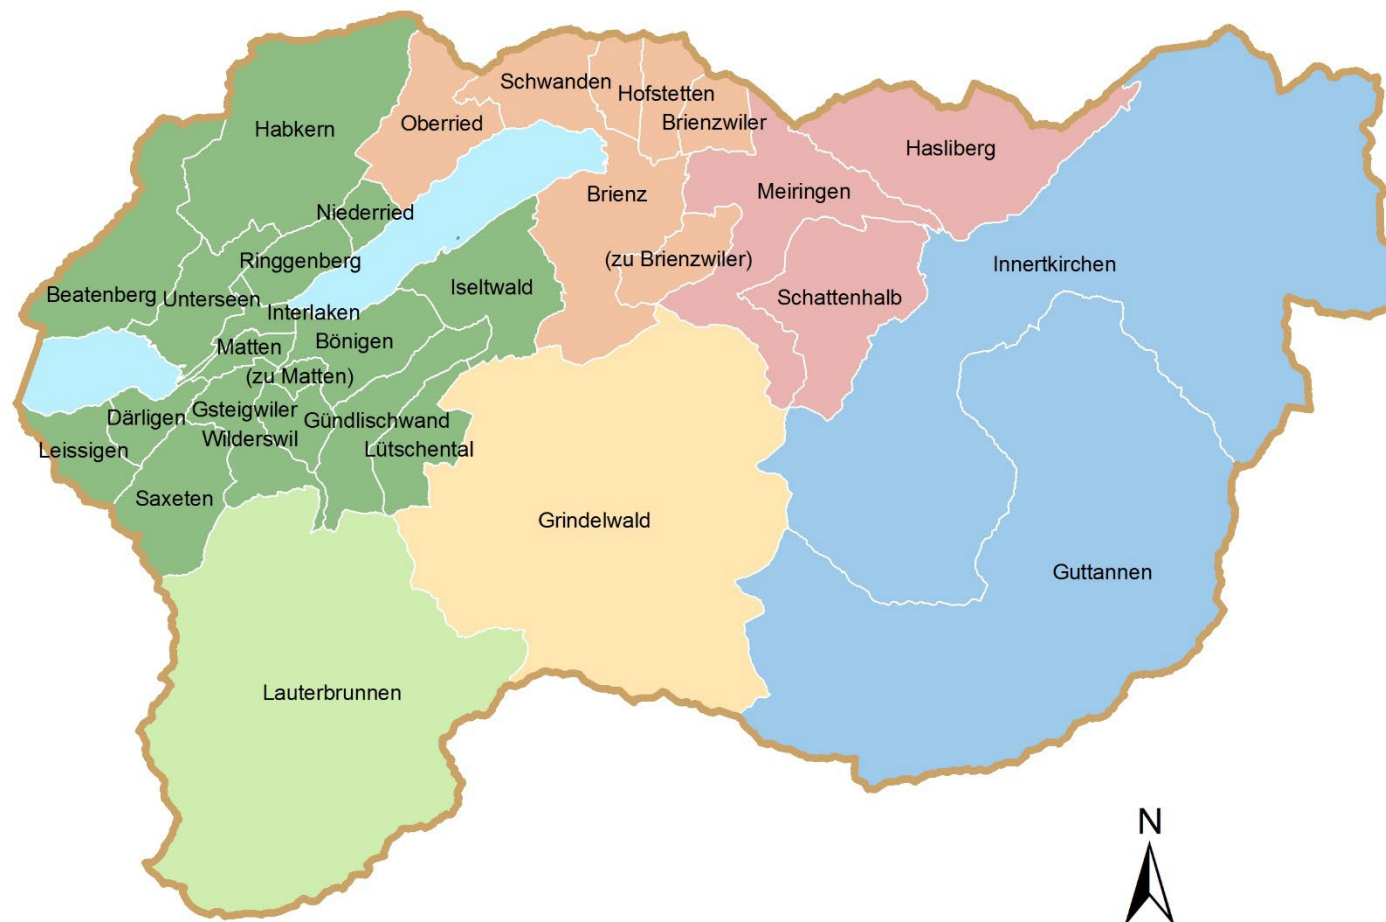 Schwanden
Hofstetten
Oberried
Brienzwiler
Habkern
Hasliberg
Meiringen
Brienz
Niederried
Ringgenberg
(zu Brienzwiler)
Innertkirchen
Iseltwald
Beatenberg
Unterseen
Schattenhalb
Interlaken
Bönigen
Matten
(zu Matten)
Därligen
Gsteigwiler
Gündlischwand
Wilderswil
Leissigen
Lütschental
Saxeten
Grindelwald
Guttannen
Lauterbrunnen
N